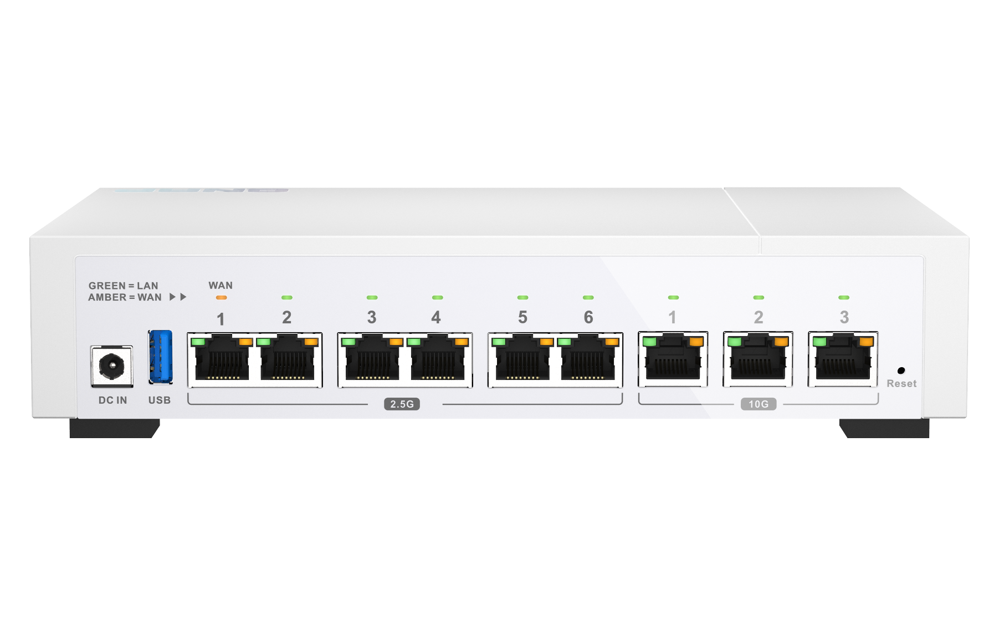 GREEN = LAN
AMBER = WAN
WAN
1 2 3 4 5 6 1 2 3
DC IN USB
2.5G 10G
Reset